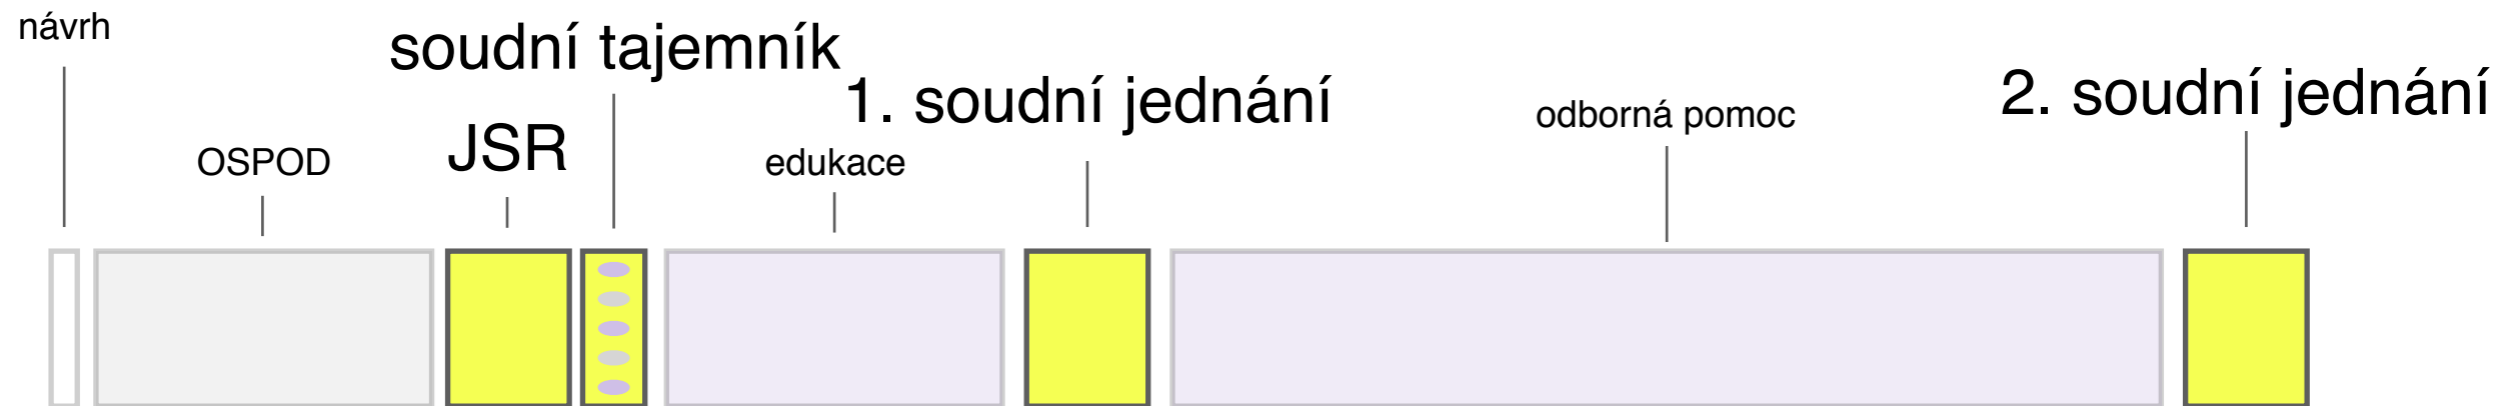 návrh
OSPOD
JSR
soudní tajemník
edukace
1. soudní jednání
odborná pomoc
2. soudní jednání